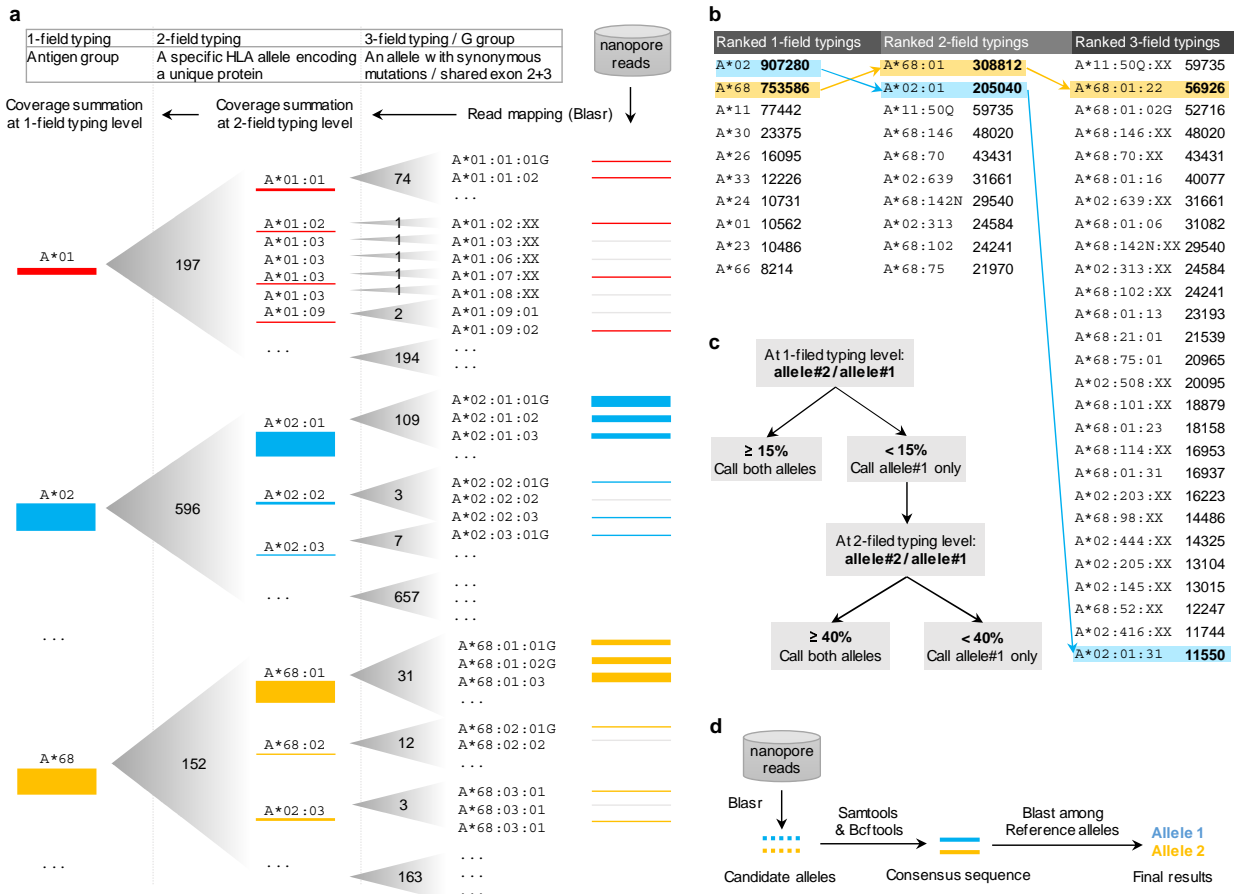 a
1-field typing 2-field typing 3-field typing / G group
Antigen group A specific HLA allele encoding An allele with synonymous
a unique protein mutations / shared exon 2+3
nanopore
reads
Coverage summation
at 1-field typing level
Coverage summation
at 2-field typing level
Read mapping (Blasr)
A*01
197
A*01:01
A*01:02
A*01:03
A*01:03
A*01:03
A*01:03
A*01:09
...
74
1
1
1
1
1
2
194
A*01:01:01G
A*01:01:02
...
A*01:02:XX
A*01:03:XX
A*01:06:XX
A*01:07:XX
A*01:08:XX
A*01:09:01
A*01:09:02
...
...
A*02
596
A*02:01
A*02:02
A*02:03
...
109
3
7
657
A*02:01:01G
A*02:01:02
A*02:01:03
...
A*02:02:01G
A*02:02:02
A*02:02:03
A*02:03:01G
...
...
...
...
...
A*68
152
A*68:01
A*68:02
A*02:03
...
31
12
3
163
A*68:01:01G
A*68:01:02G
A*68:01:03
...
A*68:02:01G
A*68:02:02
...
A*68:03:01
A*68:03:01
A*68:03:01
...
...
...
...
b
Ranked 1-field typings
A*02 907280
A*68 753586
A*11 77442
A*30 23375
A*26 16095
A*33 12226
A*24 10731
A*01 10562
A*23 10486
A*66 8214
Ranked 2-field typings
A*68:01 308812
A*02:01 205040
A*11:50Q 59735
A*68:146 48020
A*68:70 43431
A*02:639 31661
A*68:142N 29540
A*02:313 24584
A*68:102 24241
A*68:75 21970
Ranked 3-field typings
A*11:50Q:XX 59735
A*68:01:22 56926
A*68:01:02G 52716
A*68:146:XX 48020
A*68:70:XX 43431
A*68:01:16 40077
A*02:639:XX 31661
A*68:01:06 31082
A*68:142N:XX 29540
A*02:313:XX 24584
A*68:102:XX 24241
A*68:01:13 23193
A*68:21:01 21539
A*68:75:01 20965
A*02:508:XX 20095
A*68:101:XX 18879
A*68:01:23 18158
A*68:114:XX 16953
A*68:01:31 16937
A*02:203:XX 16223
A*68:98:XX 14486
A*02:444:XX 14325
A*02:205:XX 13104
A*02:145:XX 13015
A*68:52:XX 12247
A*02:416:XX 11744
A*02:01:31 11550
c
At 1-filed typing level:
allele#2/allele#1
≥ 15%
Call both alleles
< 15%
Call allele#1 only
At 2-filed typing level:
allele#2/allele#1
≥ 40%
Call both alleles
< 40%
Call allele#1 only
d
nanopore
reads
Blasr
Samtools
& Bcftools
Blast among
Reference alleles
Allele 1
Allele 2
Candidate alleles
Consensus sequence
Final results